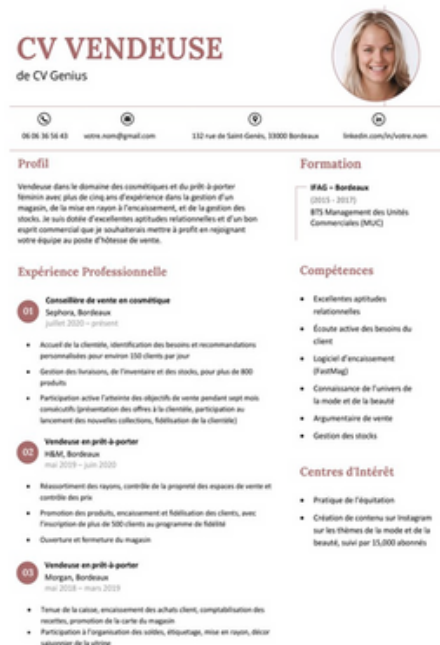 CV VENDEUSE
de CV Genius
06 06 36 56 43
votre.nom@gmail.com
132 rue de Saint-Genès, 33000 Bordeaux
linkedin.com/in/votre.nom
Profil
Vendeuse dans le domaine des cosmétiques et du prêt-à-porter
féminin avec plus de cinq ans d'expérience dans la gestion d'un
magasin, de la mise en rayon à l'encaissement, et de la gestion des
stocks. Je suis dotée d'excellentes aptitudes relationnelles et d'un bon
esprit commercial que je souhaiterais mettre à profit en rejoignant
votre équipe au poste d'hôtesse de vente.
Expérience Professionnelle
01
Conseillère de vente en cosmétique
Sephora, Bordeaux
juillet 2020 – présent
• Accueil de la clientèle, identification des besoins et recommandations
personnalisées pour environ 150 clients par jour
• Gestion des livraisons, de l'inventaire et des stocks, pour plus de 800
produits
• Participation active l'atteinte des objectifs de vente pendant sept mois
consécutifs (présentation des offres à la clientèle, participation au
lancement des nouvelles collections, fidélisation de la clientèle)
02
Vendeuse en prêt-à-porter
H&M, Bordeaux
mai 2019 – juin 2020
• Réassortiment des rayons, contrôle de la propreté des espaces de vente et
contrôle des prix
• Promotion des produits, encaissement et fidélisation des clients, avec
l'inscription de plus de 500 clients au programme de fidélité
• Ouverture et fermeture du magasin
03
Vendeuse en prêt-à-porter
Morgan, Bordeaux
mai 2018 – mars 2019
• Tenue de la caisse, encaissement des achats client, comptabilisation des
recettes, promotion de la carte du magasin
• Participation à l'organisation des soldes, étiquetage, mise en rayon, décor
saisonnier de la vitrine
Formation
IFAG – Bordeaux
(2015 - 2017)
BTS Management des Unités
Commerciales (MUC)
Compétences
• Excellentes aptitudes
relationnelles
• Écoute active des besoins du
client
• Logiciel d'encaissement
(FastMag)
• Connaissance de l'univers de
la mode et de la beauté
• Argumentaire de vente
• Gestion des stocks
Centres d'Intérêt
• Pratique de l'équitation
• Création de contenu sur Instagram
sur les thèmes de la mode et de la
beauté, suivi par 15,000 abonnés